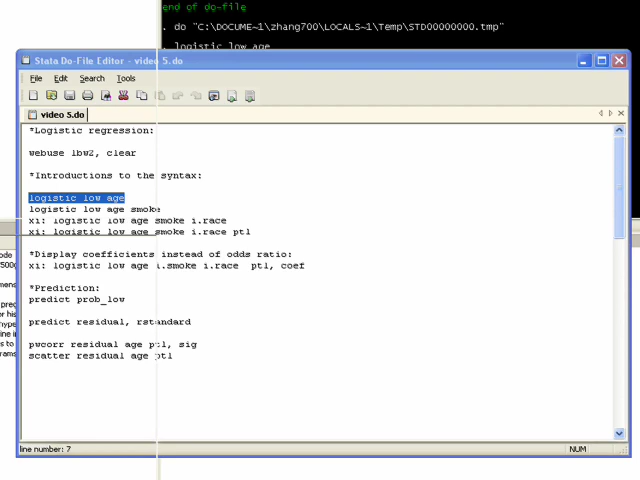 end of do-file
. do "C:\DOCUME~1\zhang700\LOCALS~1\Temp\STD00000000.tmp"
. logistic low age
Stata Do-File Editor - video 5.do
File Edit Search Tools
video 5.do
*Logistic regression:
webuse lbw2, clear
*Introductions to the syntax:
logistic low age
logistic low age smoke
xi: logistic low age smoke i.race
xi: logistic low age smoke i.race ptl
*Display coefficients instead of odds ratio:
xi: logistic low age i.smoke i.race  ptl, coef
*Prediction:
predict prob_low
predict residual, rstandard
pwcorr residual age ptl, sig
scatter residual age ptl
line number: 7
NUM